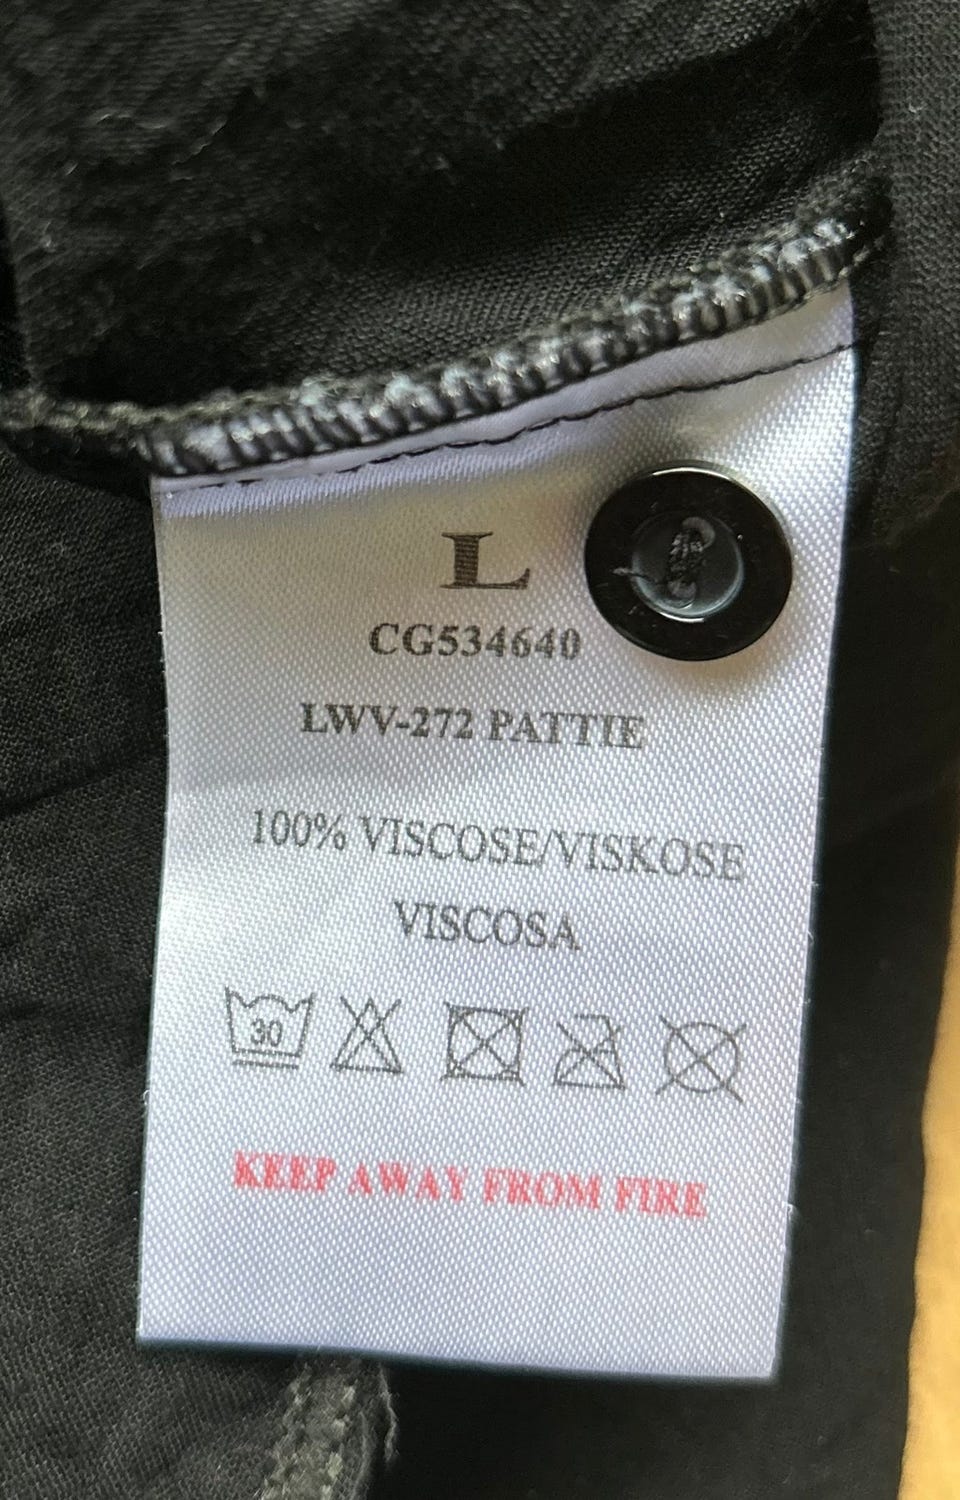 L
CG534640
LWV-272 PATTIE
100% VISCOSE/VISKOSE
VISCOSA
30
KEEP AWAY FROM FIRE